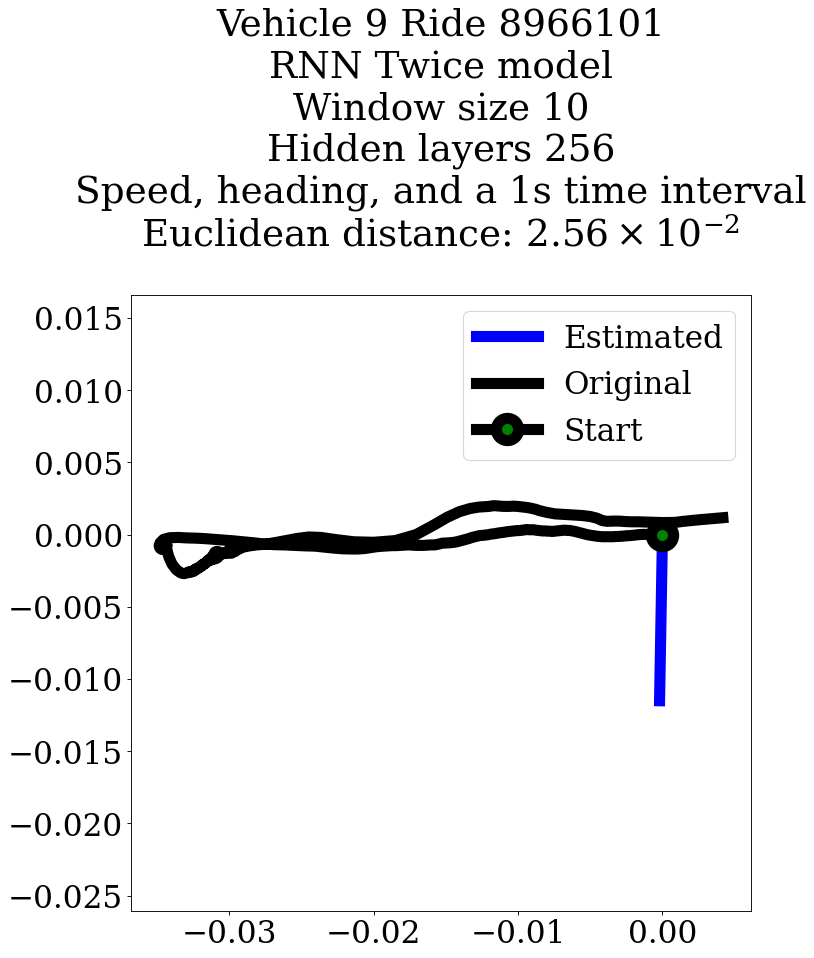 Vehicle 9 Ride 8966101
RNN Twice model
Window size 10
Hidden layers 256
Speed, heading, and a 1s time interval
Euclidean distance: 2.56 × 10⁻²
Estimated
Original
Start
0.015
0.010
0.005
0.000
−0.005
−0.010
−0.015
−0.020
−0.025
−0.03 −0.02 −0.01 0.00